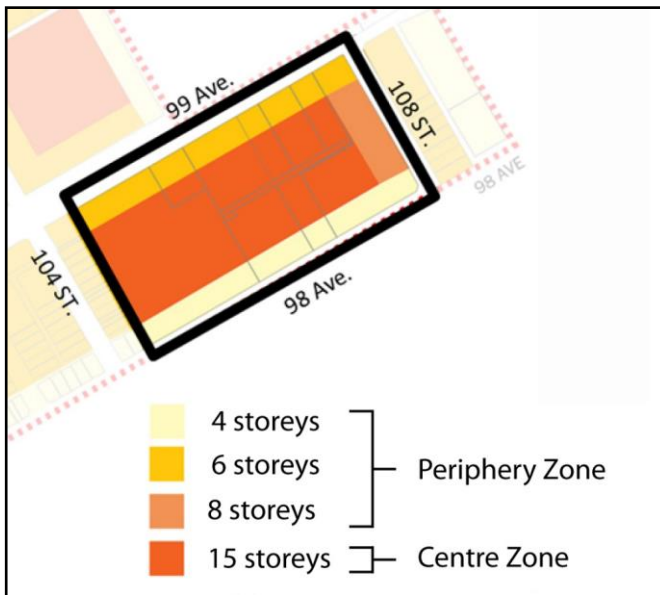 99 Ave.
108 ST.
98 AVE
104 ST.
98 Ave.
4 storeys
6 storeys
8 storeys
Periphery Zone
15 storeys
Centre Zone